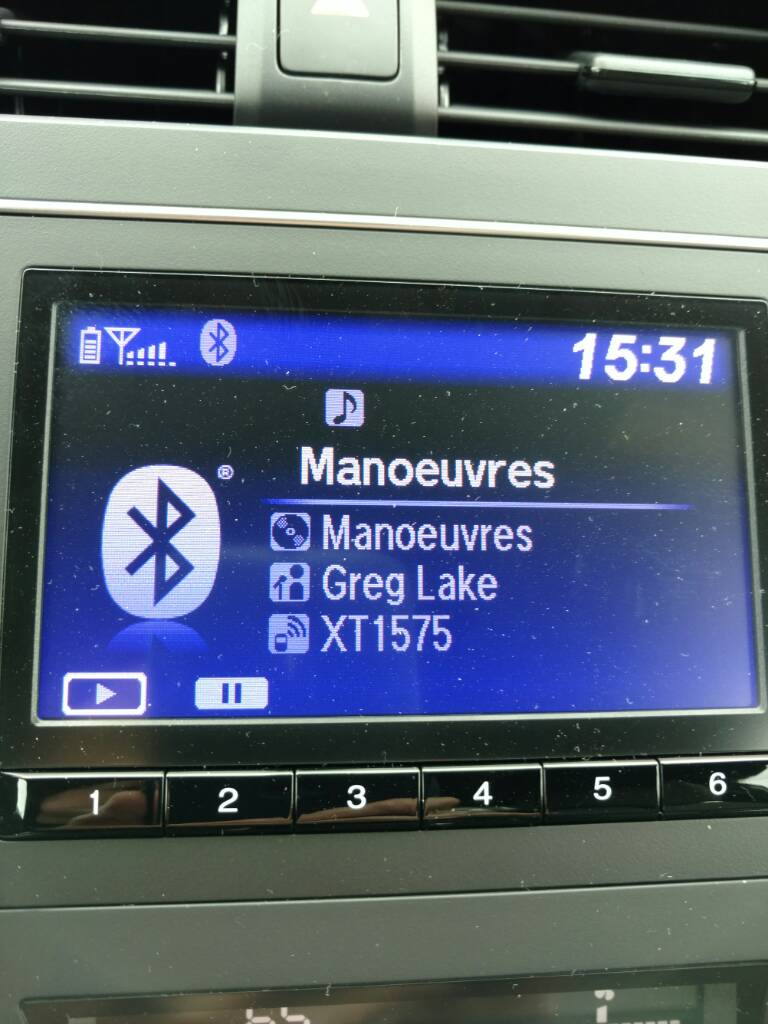 15:31
®
Manoeuvres
Manoeuvres
Greg Lake
XT1575
1 2 3 4 5 6